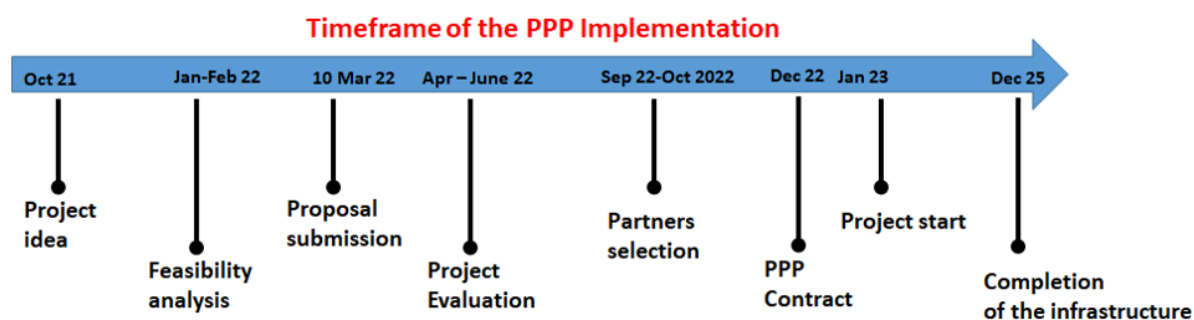 Timeframe of the PPP Implementation
Oct 21
Jan-Feb 22
10 Mar 22
Apr – June 22
Sep 22-Oct 2022
Dec 22
Jan 23
Dec 25
Project
idea
Feasibility
analysis
Proposal
submission
Project
Evaluation
Partners
selection
PPP
Contract
Project start
Completion
of the infrastructure